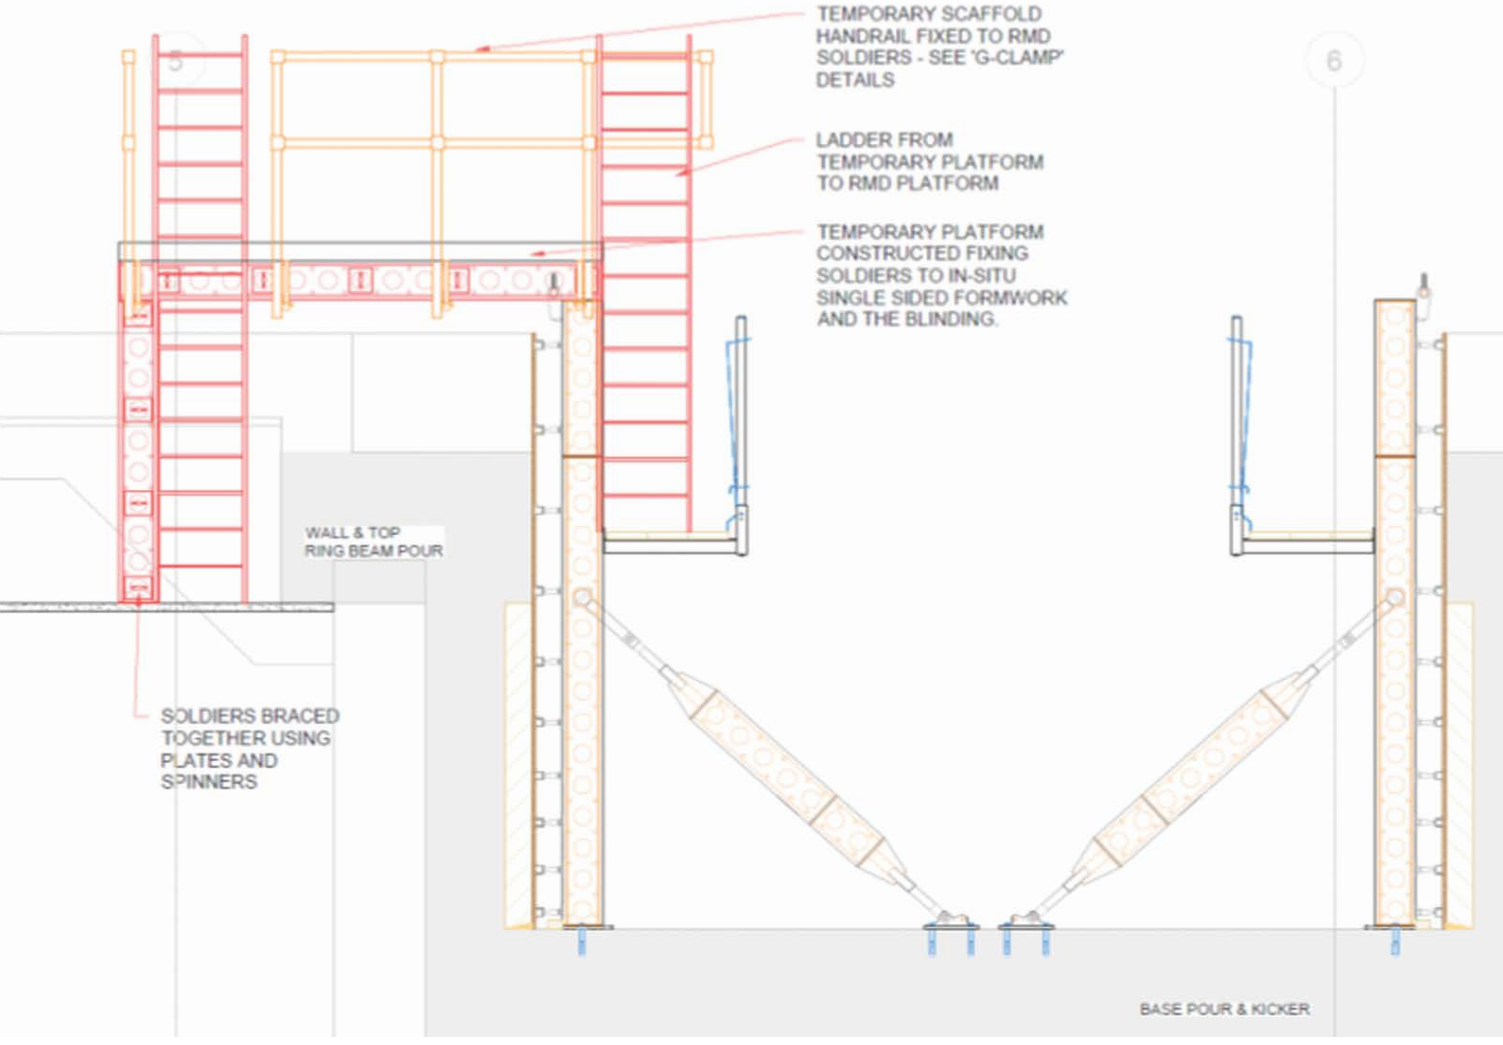 TEMPORARY SCAFFOLD
HANDRAIL FIXED TO RMD
SOLDIERS - SEE 'G-CLAMP'
DETAILS
5
6
LADDER FROM
TEMPORARY PLATFORM
TO RMD PLATFORM
TEMPORARY PLATFORM
CONSTRUCTED FIXING
SOLDIERS TO IN-SITU
SINGLE SIDED FORMWORK
AND THE BLINDING.
WALL & TOP
RING BEAM POUR
SOLDIERS BRACED
TOGETHER USING
PLATES AND
SPINNERS
BASE POUR & KICKER